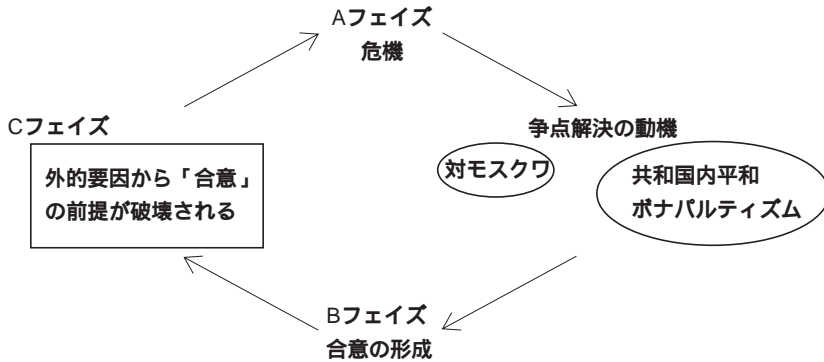 Aフェイズ
危機
Cフェイズ
争点解決の動機
対モスクワ
外的要因から「合意」
の前提が破壊される
共和国内平和
ボナパルティズム
Bフェイズ
合意の形成